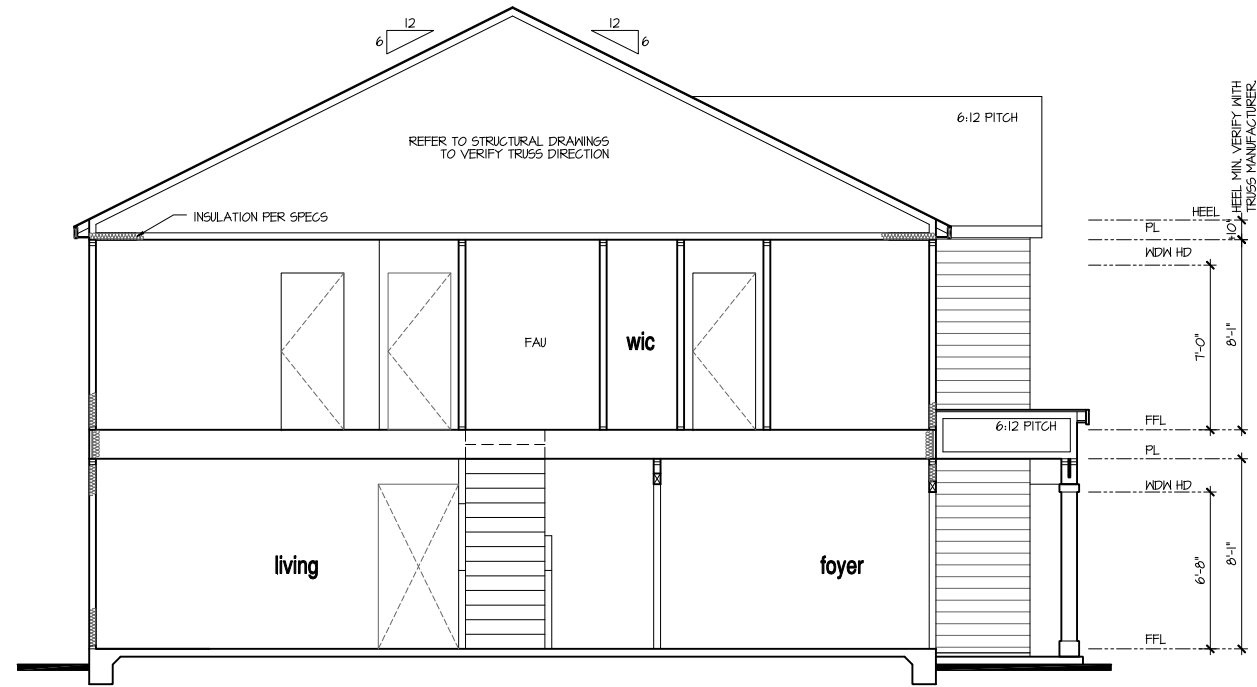 12
6
12
6
6:12 PITCH
REFER TO STRUCTURAL DRAWINGS
TO VERIFY TRUSS DIRECTION
INSULATION PER SPECS
HEEL MIN. VERIFY WITH
TRUSS MANUFACTURER.
HEEL
10"
PL
WDW HD
FAU
wic
7'-0"
8'-1"
FFL
6:12 PITCH
PL
WDW HD
living
foyer
6'-8"
8'-1"
FFL